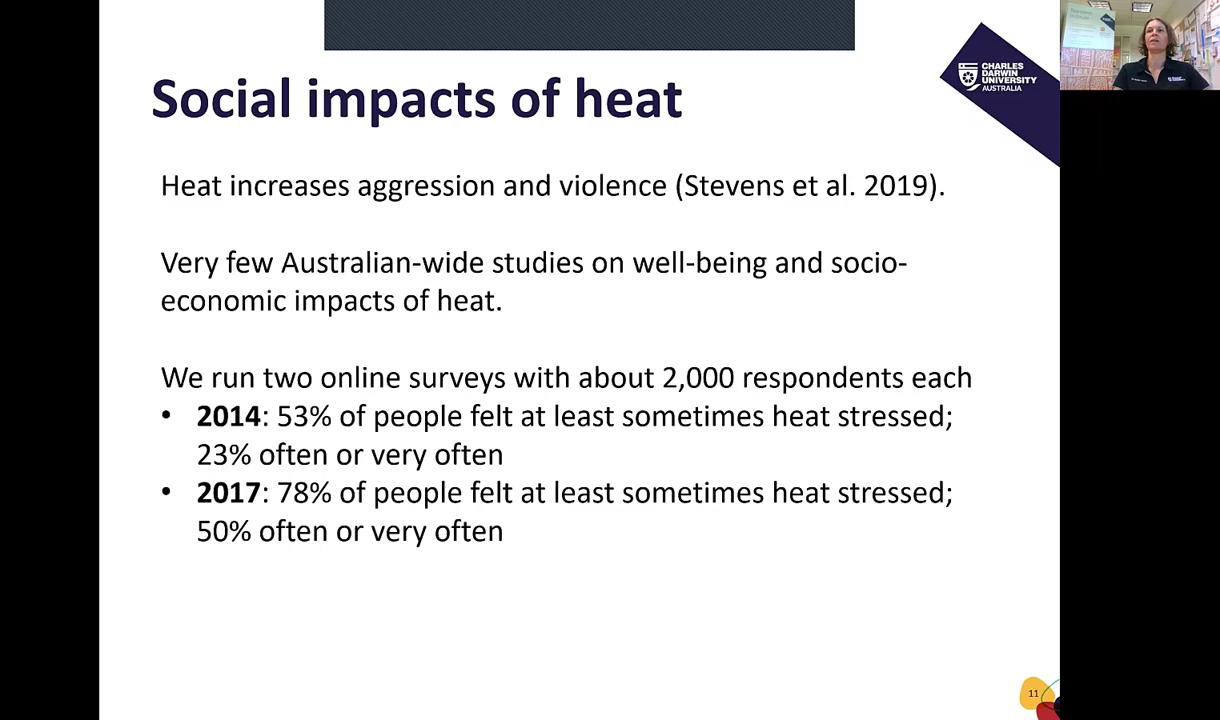 Social impacts of heat
CHARLES
DARWIN
UNIVERSITY
AUSTRALIA
Heat increases aggression and violence (Stevens et al. 2019).
Very few Australian-wide studies on well-being and socio-
economic impacts of heat.
We run two online surveys with about 2,000 respondents each
• 2014: 53% of people felt at least sometimes heat stressed;
23% often or very often
• 2017: 78% of people felt at least sometimes heat stressed;
50% often or very often
11